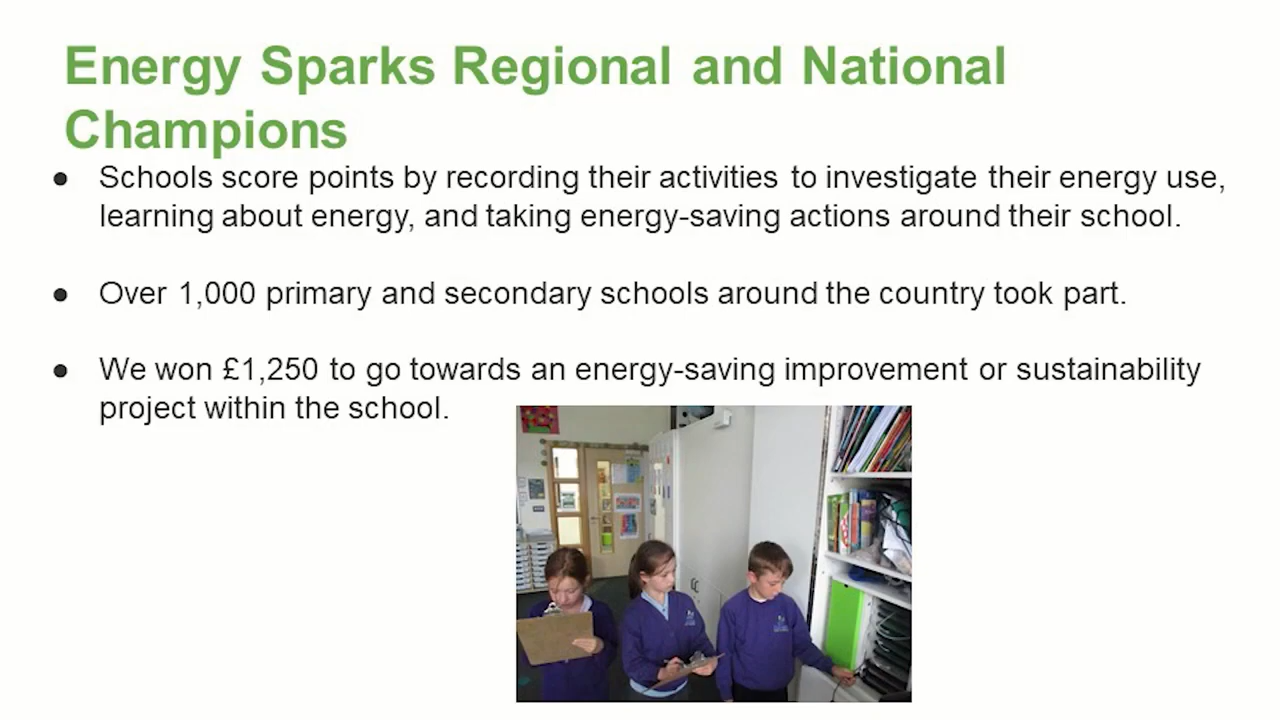 Energy Sparks Regional and National
Champions
● Schools score points by recording their activities to investigate their energy use,
learning about energy, and taking energy-saving actions around their school.
● Over 1,000 primary and secondary schools around the country took part.
● We won £1,250 to go towards an energy-saving improvement or sustainability
project within the school.